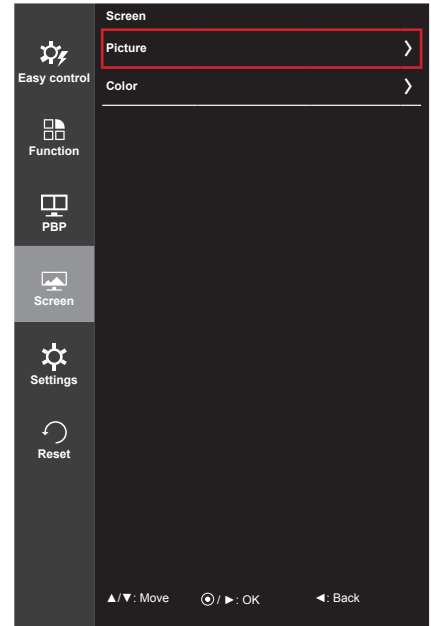 Screen
Picture
Color
Easy control
Function
PBP
Screen
Settings
Reset
▲/▼: Move ⦿ / ►: OK ◄: Back